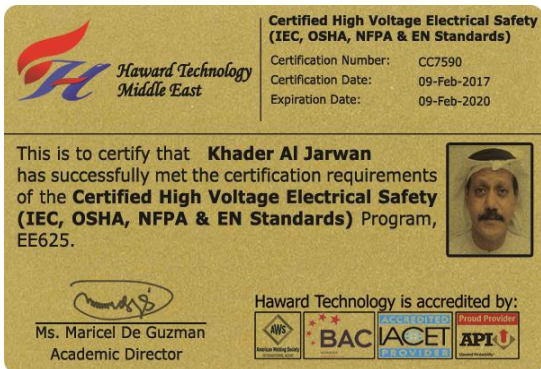 Haward Technology
Middle East
Certified High Voltage Electrical Safety
(IEC, OSHA, NFPA & EN Standards)
Certification Number: CC7590
Certification Date: 09-Feb-2017
Expiration Date: 09-Feb-2020
This is to certify that Khader Al Jarwan
has successfully met the certification requirements
of the Certified High Voltage Electrical Safety
(IEC, OSHA, NFPA & EN Standards) Program,
EE625.
Ms. Maricel De Guzman
Academic Director
Haward Technology is accredited by:
AWS
American Welding Society
BAC
ACCREDITED
IACET
PROVIDER
Proud Provider
API